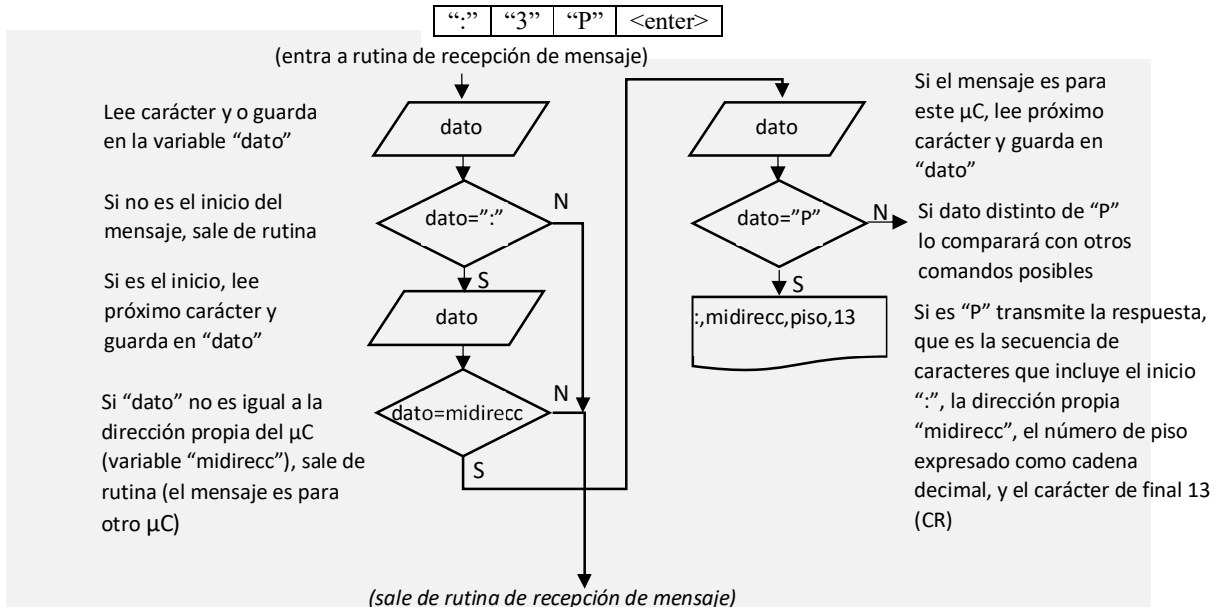 “:” “3” “P” <enter>
(entra a rutina de recepción de mensaje)
Lee carácter y o guarda
en la variable “dato”
dato
Si no es el inicio del
mensaje, sale de rutina
dato=”:”
N
S
Si es el inicio, lee
próximo carácter y
guarda en “dato”
dato
Si “dato” no es igual a la
dirección propia del µC
(variable “midirecc”), sale de
rutina (el mensaje es para
otro µC)
dato=midirecc
N
S
dato
Si el mensaje es para
este µC, lee próximo
carácter y guarda en
“dato”
dato=”P”
N
Si dato distinto de “P”
lo comparará con otros
comandos posibles
S
:,midirecc,piso,13
Si es “P” transmite la respuesta,
que es la secuencia de
caracteres que incluye el inicio
“:”, la dirección propia
“midirecc”, el número de piso
expresado como cadena
decimal, y el carácter de final 13
(CR)
(sale de rutina de recepción de mensaje)